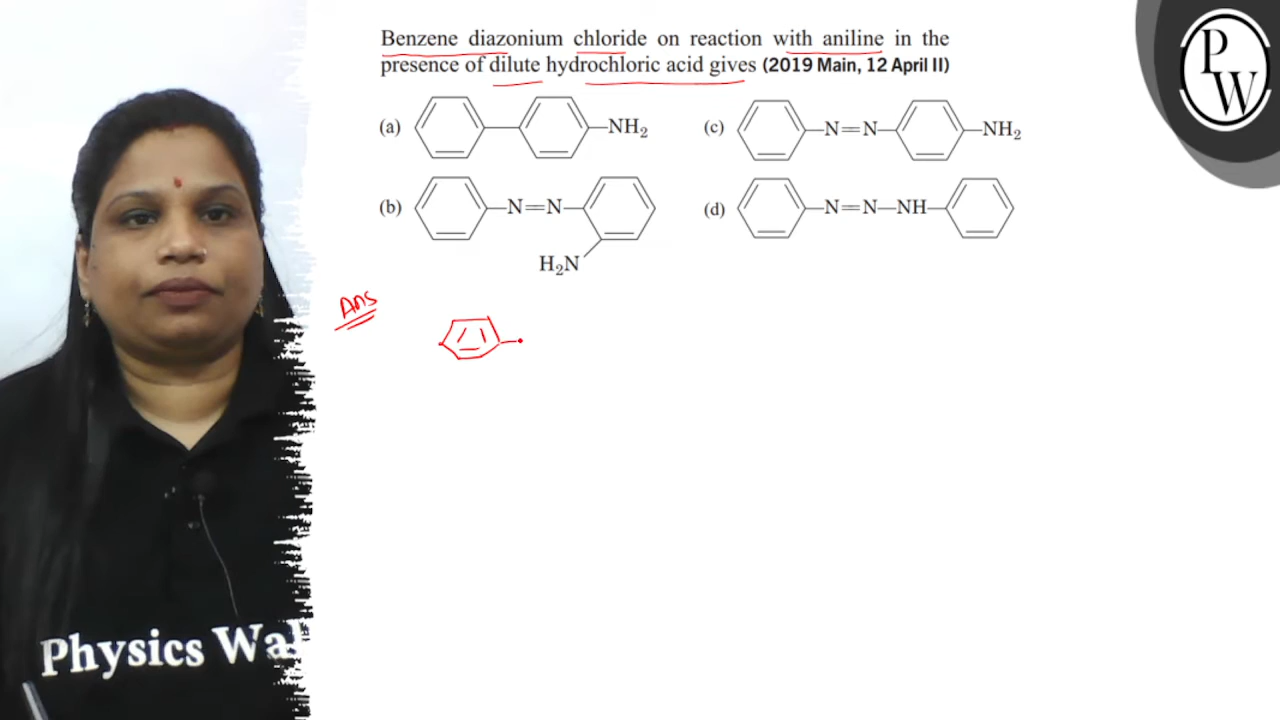 Benzene diazonium chloride on reaction with aniline in the
presence of dilute hydrochloric acid gives (2019 Main, 12 April II)
(a) NH₂
(c) N=N NH₂
(b) N=N
H₂N
(d) N=N—NH
Ans
Physics Wal
P
W